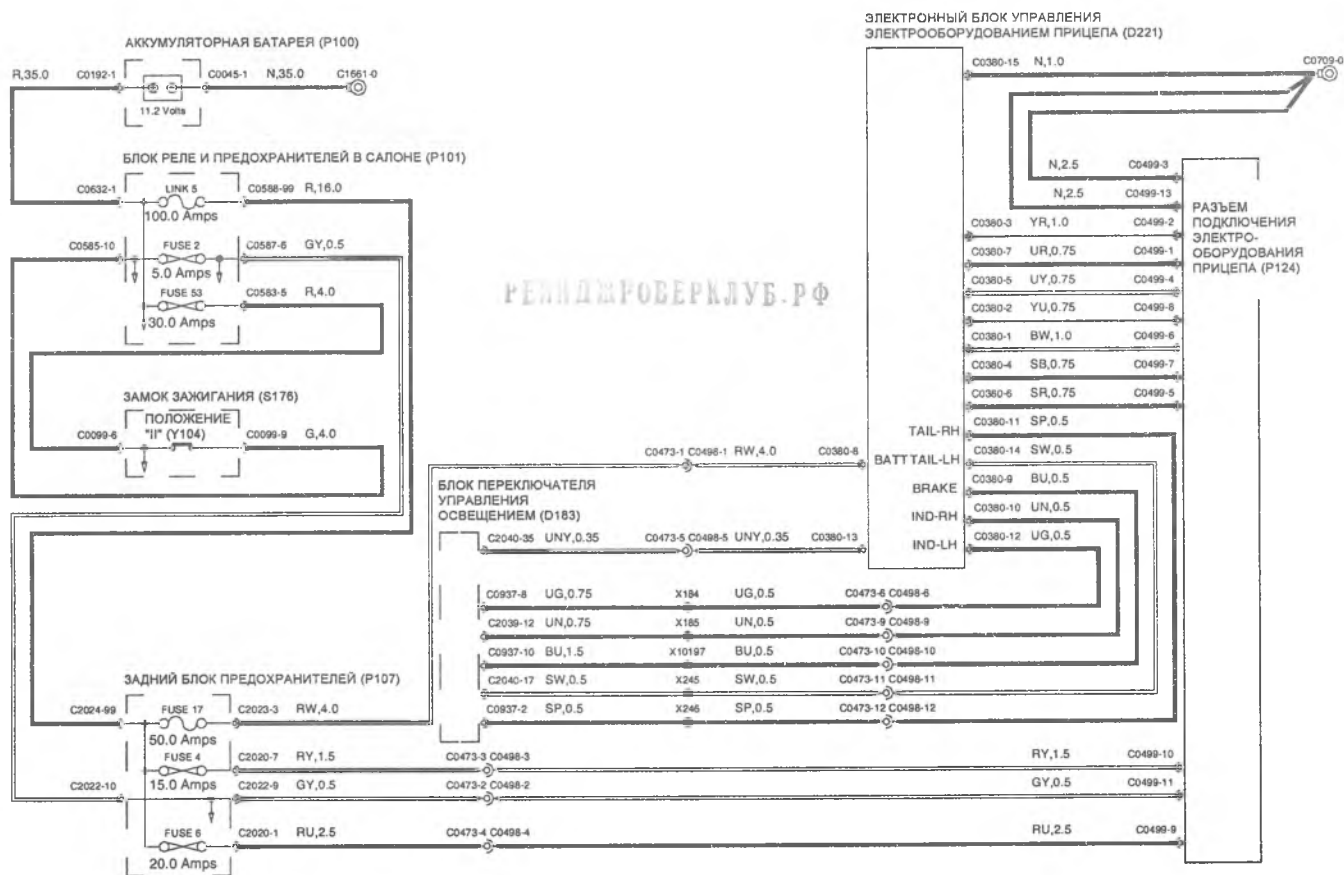 АККУМУЛЯТОРНАЯ БАТАРЕЯ (P100)
R,35.0 C0192-1 C0045-1 N,35.0 C1661-0
11.2 Volts
БЛОК РЕЛЕ И ПРЕДОХРАНИТЕЛЕЙ В САЛОНЕ (P101)
C0632-1 LINK 5 C0588-99 R,16.0
100.0 Amps
C0585-10 FUSE 2 C0587-6 GY,0.5
5.0 Amps
FUSE 53 C0583-5 R,4.0
30.0 Amps
ЗАМОК ЗАЖИГАНИЯ (S176)
ПОЛОЖЕНИЕ
"II" (Y104)
C0099-6 C0099-9 G,4.0
ЗАДНИЙ БЛОК ПРЕДОХРАНИТЕЛЕЙ (P107)
C2024-99 FUSE 17 C2023-3 RW,4.0
50.0 Amps
FUSE 4 C2020-7 RY,1.5 C0473-3 C0498-3 RY,1.5 C0499-10
15.0 Amps
C2022-10 C2022-9 GY,0.5 C0473-2 C0498-2 GY,0.5 C0499-11
FUSE 6 C2020-1 RU,2.5 C0473-4 C0498-4 RU,2.5 C0499-9
20.0 Amps
РЕЙНДЖРОВЕРКЛУБ.РФ
БЛОК ПЕРЕКЛЮЧАТЕЛЯ
УПРАВЛЕНИЯ
ОСВЕЩЕНИЕМ (D183)
C0473-1 C0498-1 RW,4.0 C0380-8
C2040-35 UNY,0.35 C0473-5 C0498-5 UNY,0.35 C0380-13
C0937-8 UG,0.75 X184 UG,0.5 C0473-6 C0498-6
C2039-12 UN,0.75 X185 UN,0.5 C0473-9 C0498-9
C0937-10 BU,1.5 X10197 BU,0.5 C0473-10 C0498-10
C2040-17 SW,0.5 X245 SW,0.5 C0473-11 C0498-11
C0937-2 SP,0.5 X246 SP,0.5 C0473-12 C0498-12
ЭЛЕКТРОННЫЙ БЛОК УПРАВЛЕНИЯ
ЭЛЕКТРООБОРУДОВАНИЕМ ПРИЦЕПА (D221)
C0380-15 N,1.0 C0709-0
N,2.5 C0499-3
N,2.5 C0499-13
C0380-3 YR,1.0 C0499-2
C0380-7 UR,0.75 C0499-1
C0380-5 UY,0.75 C0499-4
C0380-2 YU,0.75 C0499-8
C0380-1 BW,1.0 C0499-6
C0380-4 SB,0.75 C0499-7
C0380-6 SR,0.75 C0499-5
TAIL-RH C0380-11 SP,0.5
BATT TAIL-LH C0380-14 SW,0.5
BRAKE C0380-9 BU,0.5
IND-RH C0380-10 UN,0.5
IND-LH C0380-12 UG,0.5
РАЗЪЕМ
ПОДКЛЮЧЕНИЯ
ЭЛЕКТРО-
ОБОРУДОВАНИЯ
ПРИЦЕПА (P124)